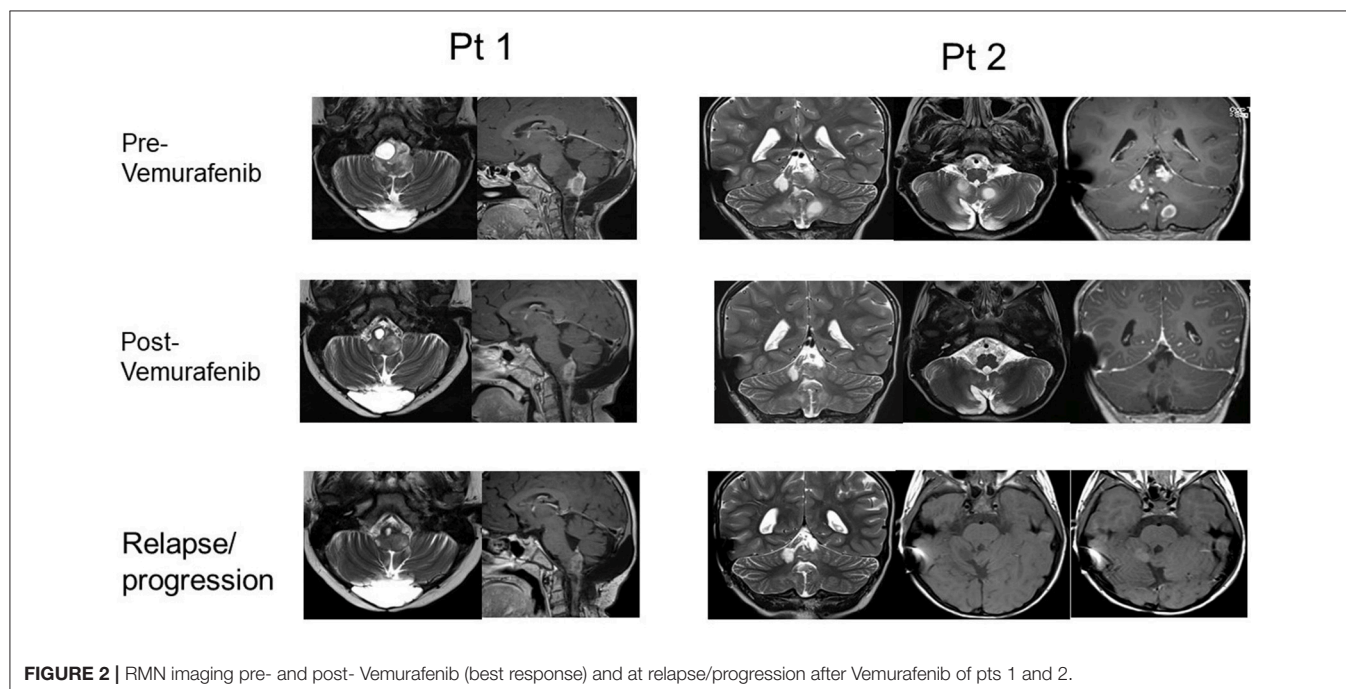 Pt 1
Pt 2
Pre-
Vemurafenib
Post-
Vemurafenib
Relapse/
progression
FIGURE 2 | RMN imaging pre- and post- Vemurafenib (best response) and at relapse/progression after Vemurafenib of pts 1 and 2.